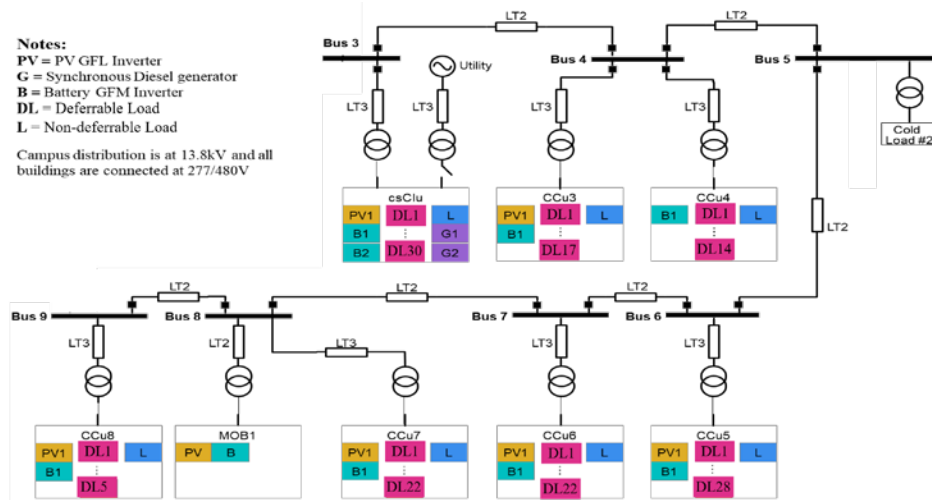 Notes:
PV = PV GFL Inverter
G = Synchronous Diesel generator
B = Battery GFM Inverter
DL = Deferrable Load
L = Non-deferrable Load
Campus distribution is at 13.8kV and all
buildings are connected at 277/480V
LT2
LT2
Bus 3
Utility
Bus 4
Bus 5
LT3
LT3
LT3
LT3
Cold
Load #2
csClu
CCu3
CCu4
PV1 DL1 L
PV1 DL1 L
B1 DL1 L
B1 ⋮ G1
B1 ⋮
⋮
B2 DL30 G2
DL17
DL14
LT2
LT2
LT2
LT2
Bus 9
Bus 8
Bus 7
Bus 6
LT3
LT2
LT3
LT3
LT3
CCu8
MOB1
CCu7
CCu6
CCu5
PV1 DL1 L
PV B
PV1 DL1 L
PV1 DL1 L
PV1 DL1 L
B1 ⋮
B1 ⋮
B1 ⋮
B1 ⋮
DL5
DL22
DL22
DL28